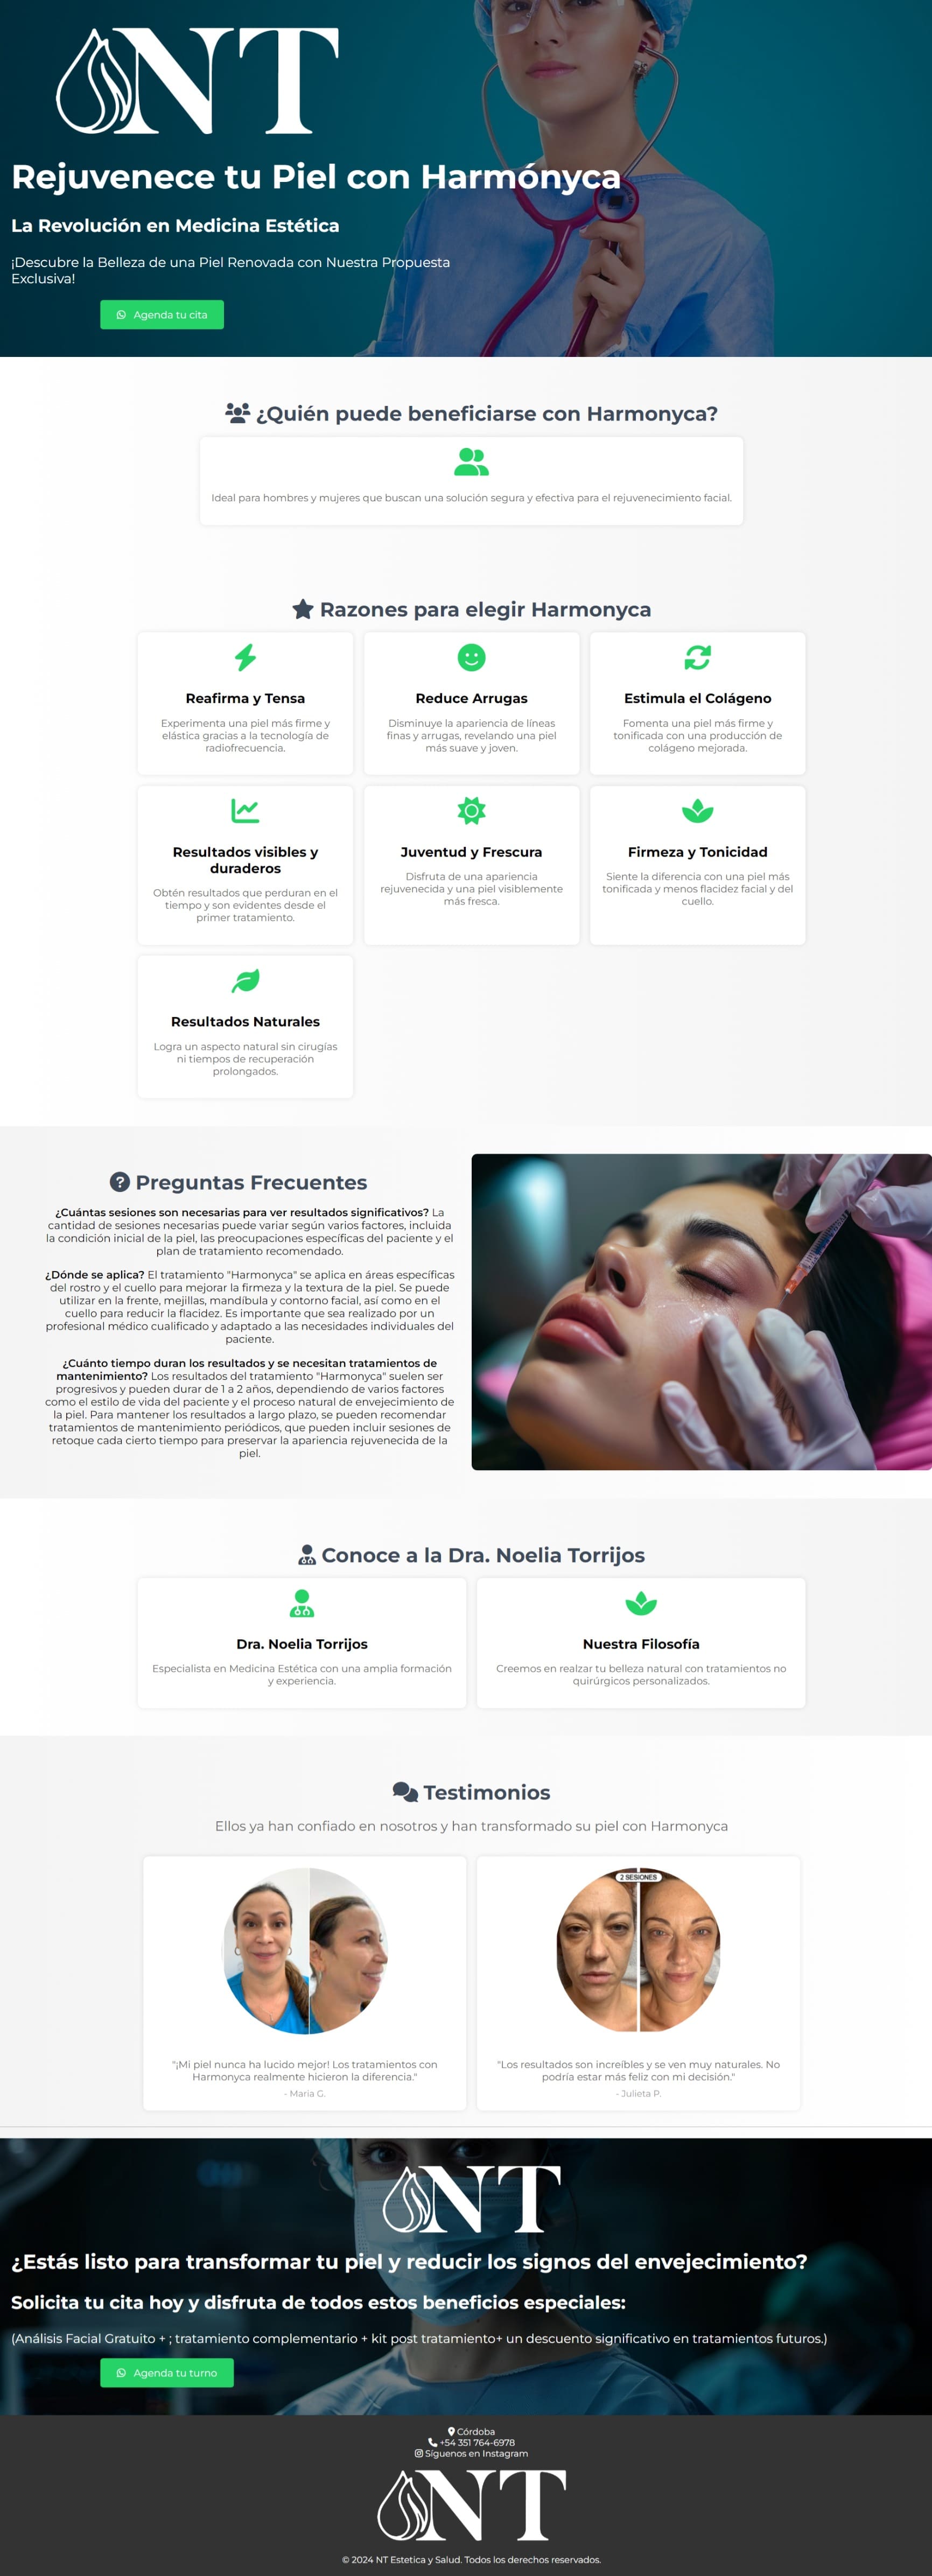 NT
Rejuvenece tu Piel con Harmónyca
La Revolución en Medicina Estética
¡Descubre la Belleza de una Piel Renovada con Nuestra Propuesta
Exclusiva!
Agenda tu cita
¿Quién puede beneficiarse con Harmonyca?
Ideal para hombres y mujeres que buscan una solución segura y efectiva para el rejuvenecimiento facial.
Razones para elegir Harmonyca
Reafirma y Tensa
Experimenta una piel más firme y
elástica gracias a la tecnología de
radiofrecuencia.
Reduce Arrugas
Disminuye la apariencia de líneas
finas y arrugas, revelando una piel
más suave y joven.
Estimula el Colágeno
Fomenta una piel más firme y
tonificada con una producción de
colágeno mejorada.
Resultados visibles y
duraderos
Obtén resultados que perduran en el
tiempo y son evidentes desde el
primer tratamiento.
Juventud y Frescura
Disfruta de una apariencia
rejuvenecida y una piel visiblemente
más fresca.
Firmeza y Tonicidad
Siente la diferencia con una piel más
tonificada y menos flacidez facial y del
cuello.
Resultados Naturales
Logra un aspecto natural sin cirugías
ni tiempos de recuperación
prolongados.
Preguntas Frecuentes
¿Cuántas sesiones son necesarias para ver resultados significativos? La
cantidad de sesiones necesarias puede variar según varios factores, incluida
la condición inicial de la piel, las preocupaciones específicas del paciente y el
plan de tratamiento recomendado.
¿Dónde se aplica? El tratamiento "Harmonyca" se aplica en áreas específicas
del rostro y el cuello para mejorar la firmeza y la textura de la piel. Se puede
utilizar en la frente, mejillas, mandíbula y contorno facial, así como en el
cuello para reducir la flacidez. Es importante que sea realizado por un
profesional médico cualificado y adaptado a las necesidades individuales del
paciente.
¿Cuánto tiempo duran los resultados y se necesitan tratamientos de
mantenimiento? Los resultados del tratamiento "Harmonyca" suelen ser
progresivos y pueden durar de 1 a 2 años, dependiendo de varios factores
como el estilo de vida del paciente y el proceso natural de envejecimiento de
la piel. Para mantener los resultados a largo plazo, se pueden recomendar
tratamientos de mantenimiento periódicos, que pueden incluir sesiones de
retoque cada cierto tiempo para preservar la apariencia rejuvenecida de la
piel.
Conoce a la Dra. Noelia Torrijos
Dra. Noelia Torrijos
Especialista en Medicina Estética con una amplia formación
y experiencia.
Nuestra Filosofía
Creemos en realzar tu belleza natural con tratamientos no
quirúrgicos personalizados.
Testimonios
Ellos ya han confiado en nosotros y han transformado su piel con Harmonyca
"¡Mi piel nunca ha lucido mejor! Los tratamientos con
Harmonyca realmente hicieron la diferencia."
- Maria G.
2 SESIONES
"Los resultados son increíbles y se ven muy naturales. No
podría estar más feliz con mi decisión."
- Julieta P.
NT
¿Estás listo para transformar tu piel y reducir los signos del envejecimiento?
Solicita tu cita hoy y disfruta de todos estos beneficios especiales:
(Análisis Facial Gratuito + ; tratamiento complementario + kit post tratamiento+ un descuento significativo en tratamientos futuros.)
Agenda tu turno
Córdoba
+54 351 764-6978
Síguenos en Instagram
NT
© 2024 NT Estetica y Salud. Todos los derechos reservados.